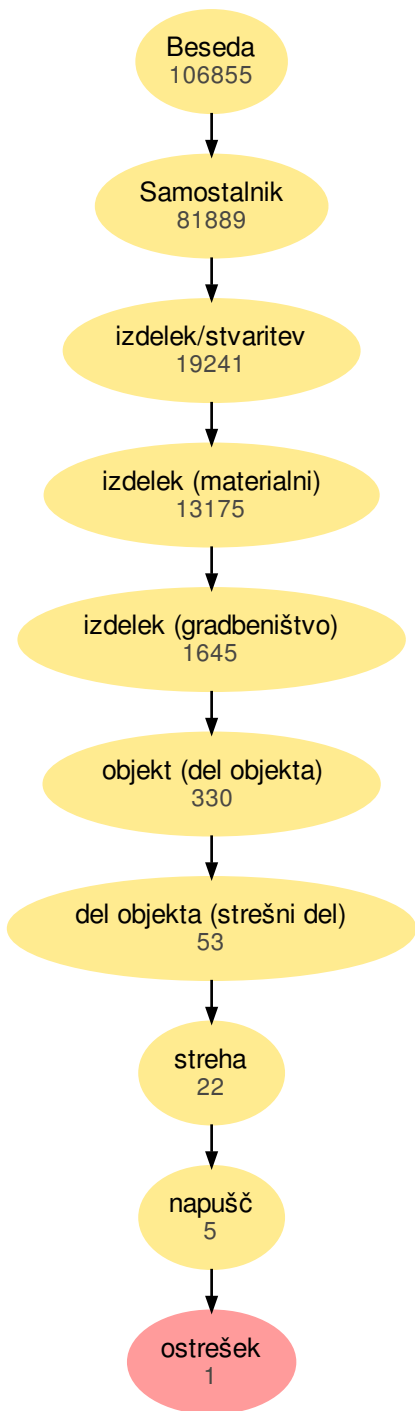 Beseda
106855
Samostalnik
81889
izdelek/stvaritev
19241
izdelek (materialni)
13175
izdelek (gradbeništvo)
1645
objekt (del objekta)
330
del objekta (strešni del)
53
streha
22
napušč
5
ostrešek
1